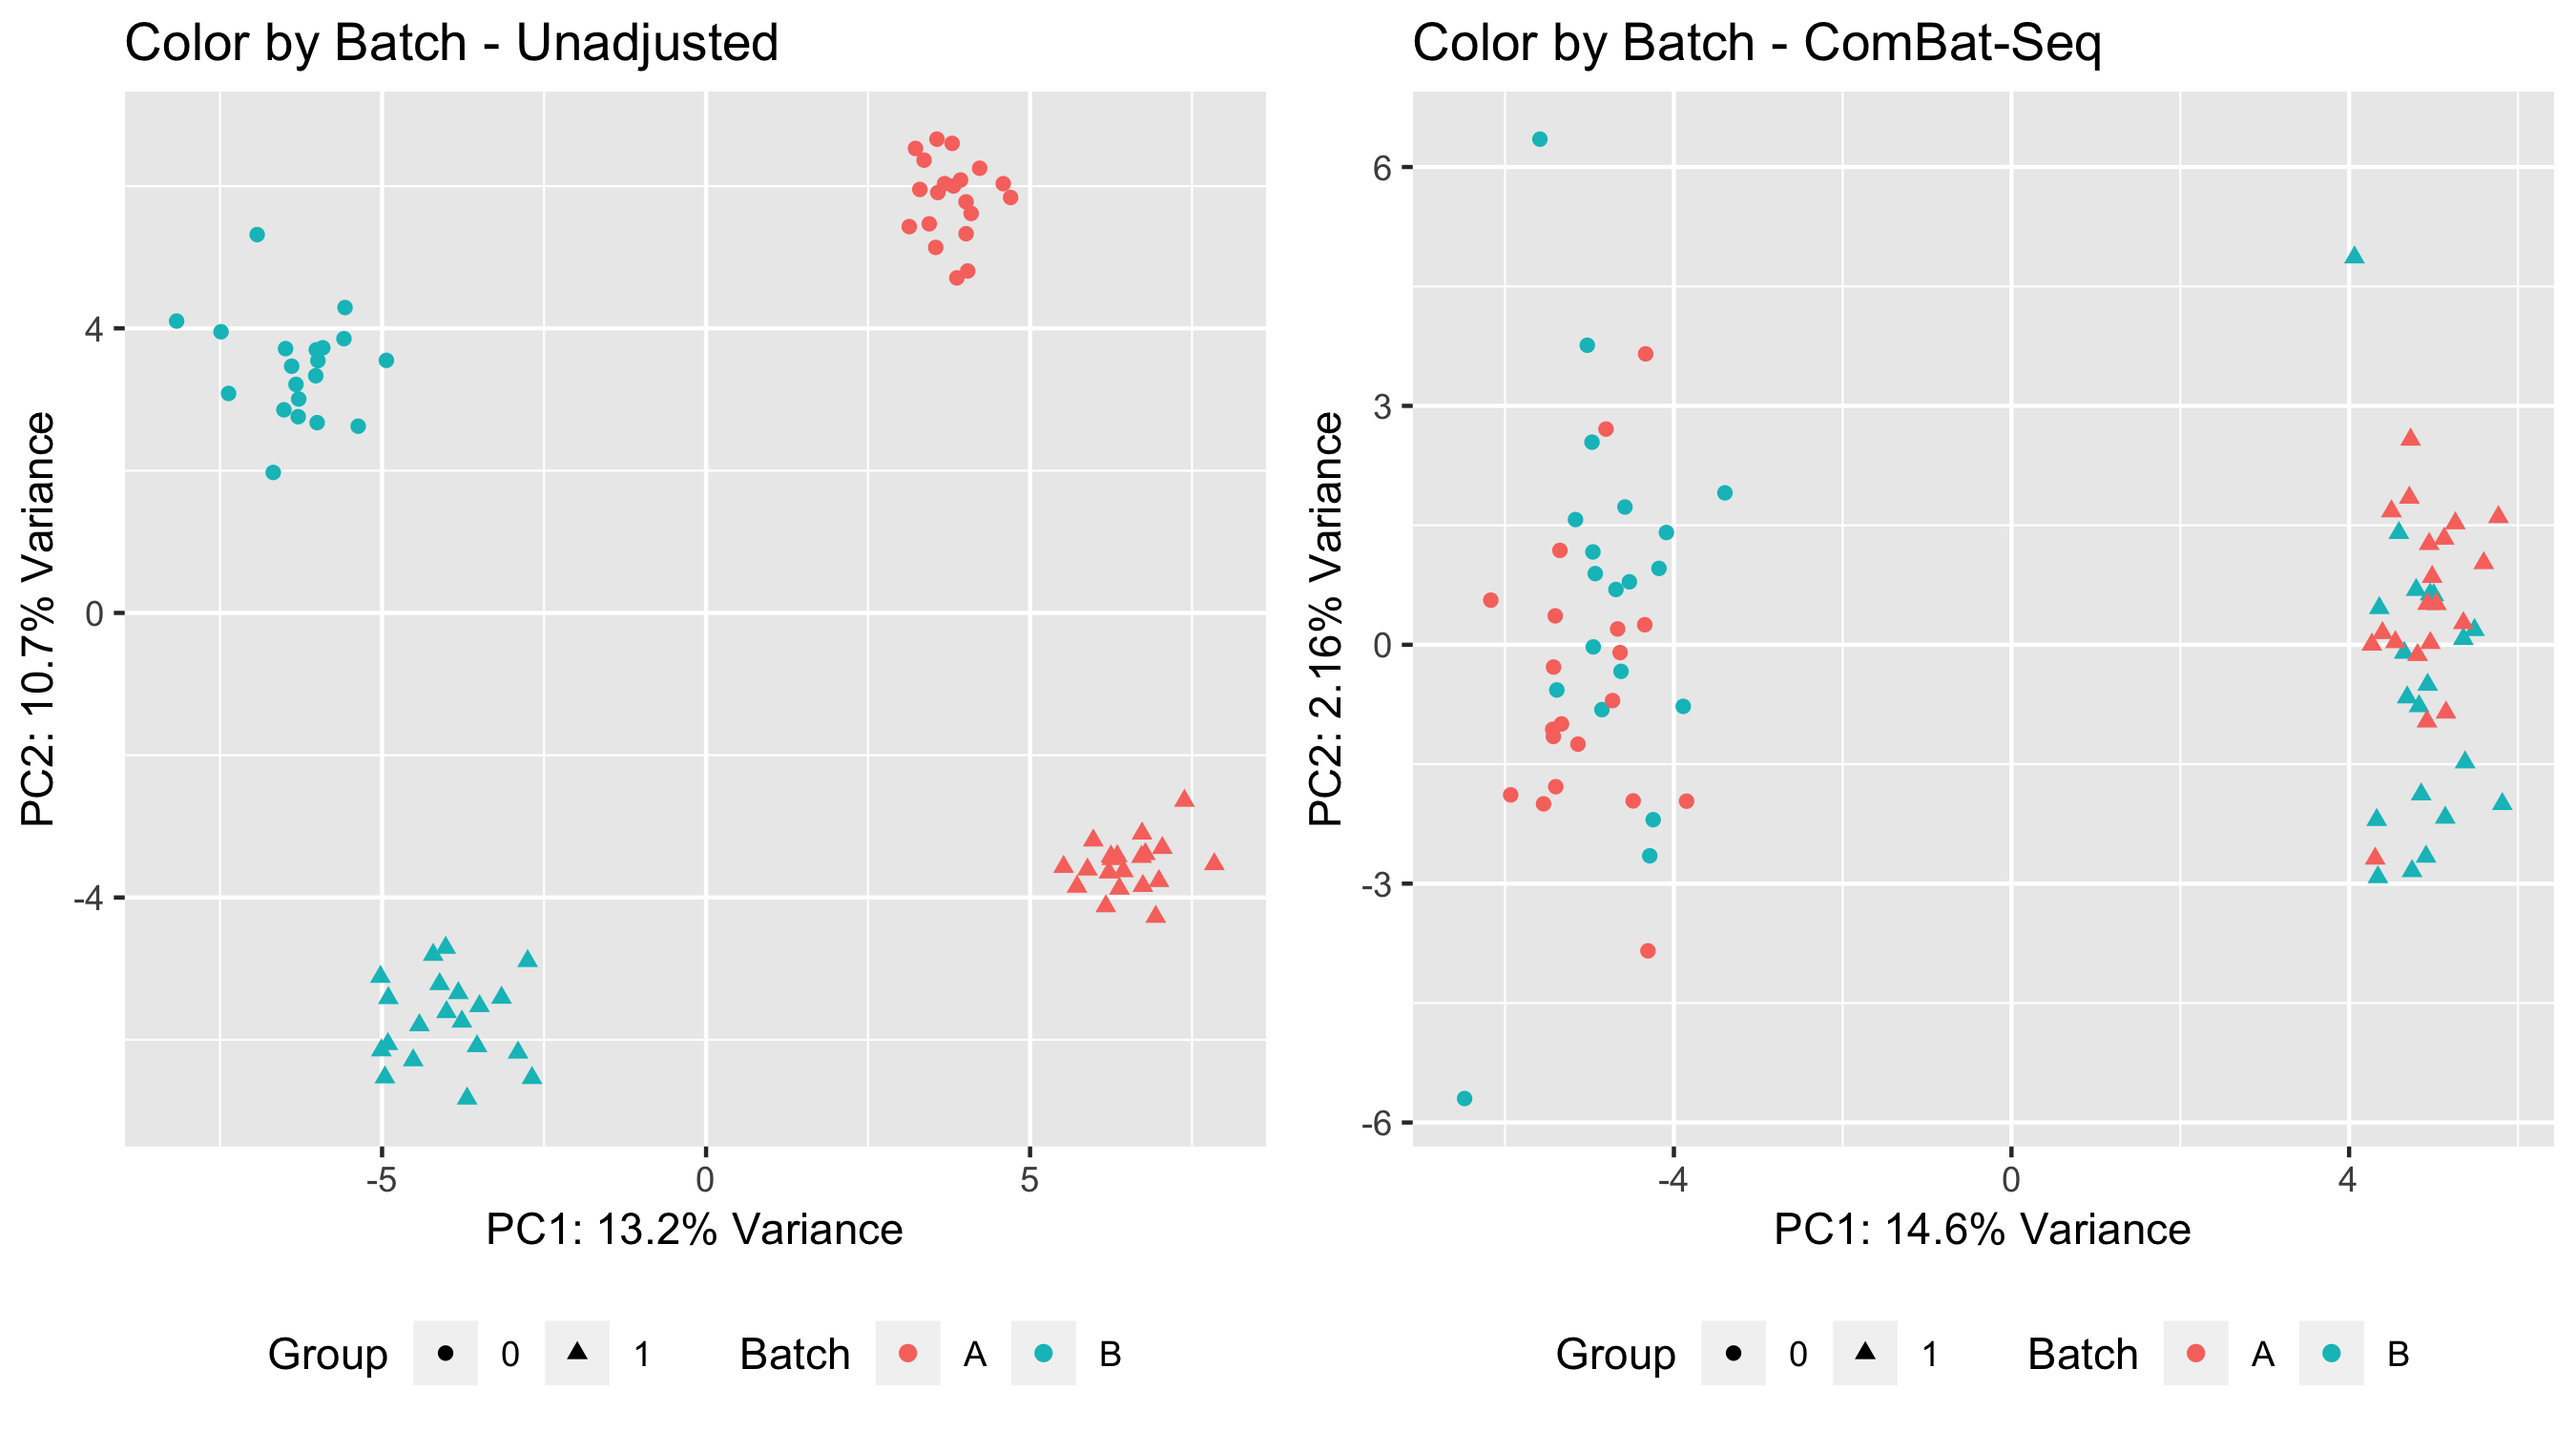 Color by Batch - Unadjusted
PC2: 10.7% Variance
4
0
-4
-5
0
5
PC1: 13.2% Variance
Group 0 1 Batch A B
Color by Batch - ComBat-Seq
PC2: 2.16% Variance
6
3
0
-3
-6
-4
0
4
PC1: 14.6% Variance
Group 0 1 Batch A B